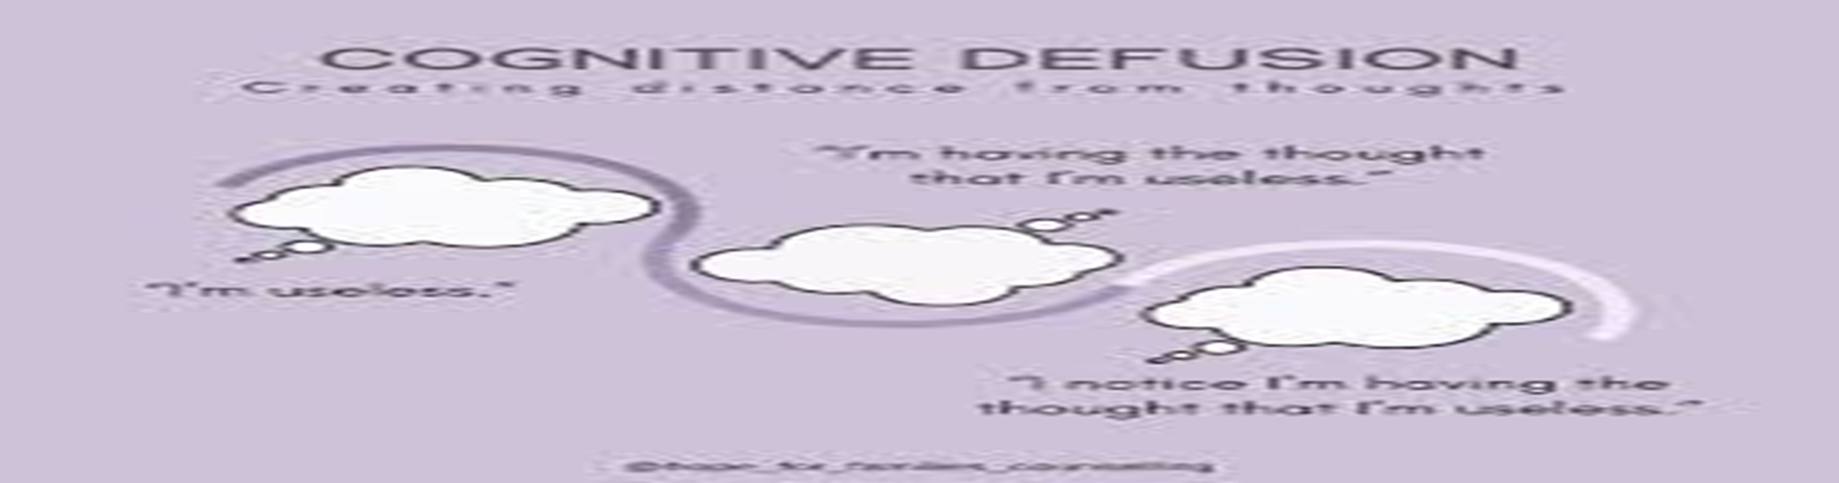 COGNITIVE DEFUSION
Creating distance from thoughts
"I'm having the thought
that I'm useless."
"I'm useless."
"I notice I'm having the
thought that I'm useless."